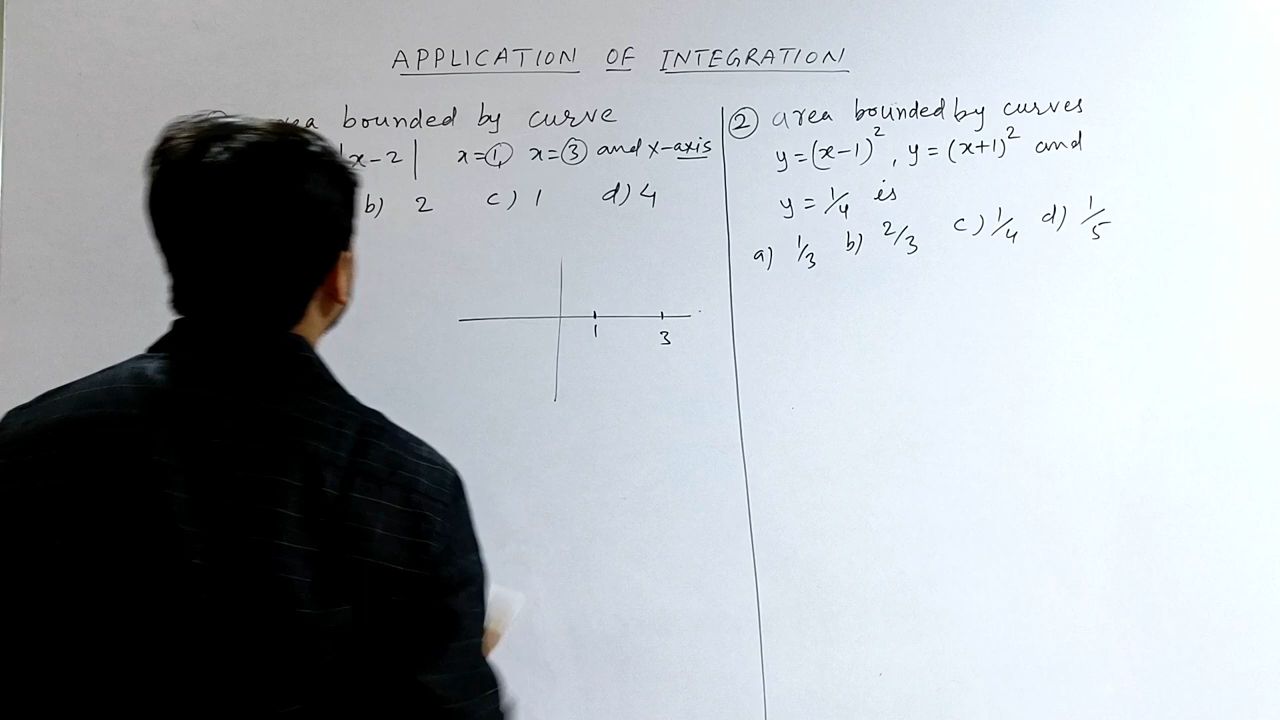 APPLICATION OF INTEGRATION
bounded by curve
x-2| x=1, x=3 and x-axis
b) 2 c) 1 d) 4
1 3
② area bounded by curves
y=(x-1)², y=(x+1)² and
y=1/4 is
a) 1/3 b) 2/3 c) 1/4 d) 1/5